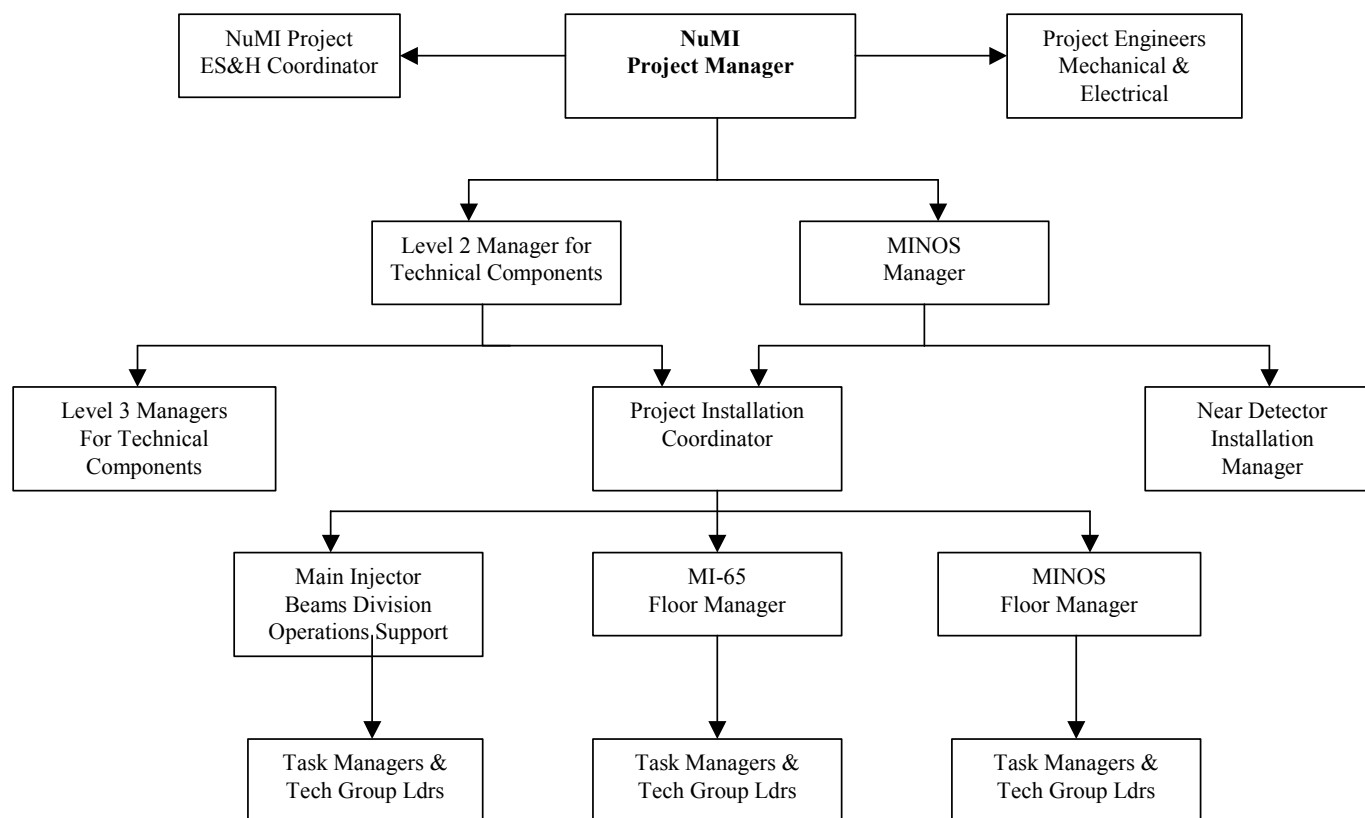 NuMI Project
ES&H Coordinator
NuMI
Project Manager
Project Engineers
Mechanical &
Electrical
Level 2 Manager for
Technical Components
MINOS
Manager
Level 3 Managers
For Technical
Components
Project Installation
Coordinator
Near Detector
Installation
Manager
Main Injector
Beams Division
Operations Support
MI-65
Floor Manager
MINOS
Floor Manager
Task Managers &
Tech Group Ldrs
Task Managers &
Tech Group Ldrs
Task Managers &
Tech Group Ldrs